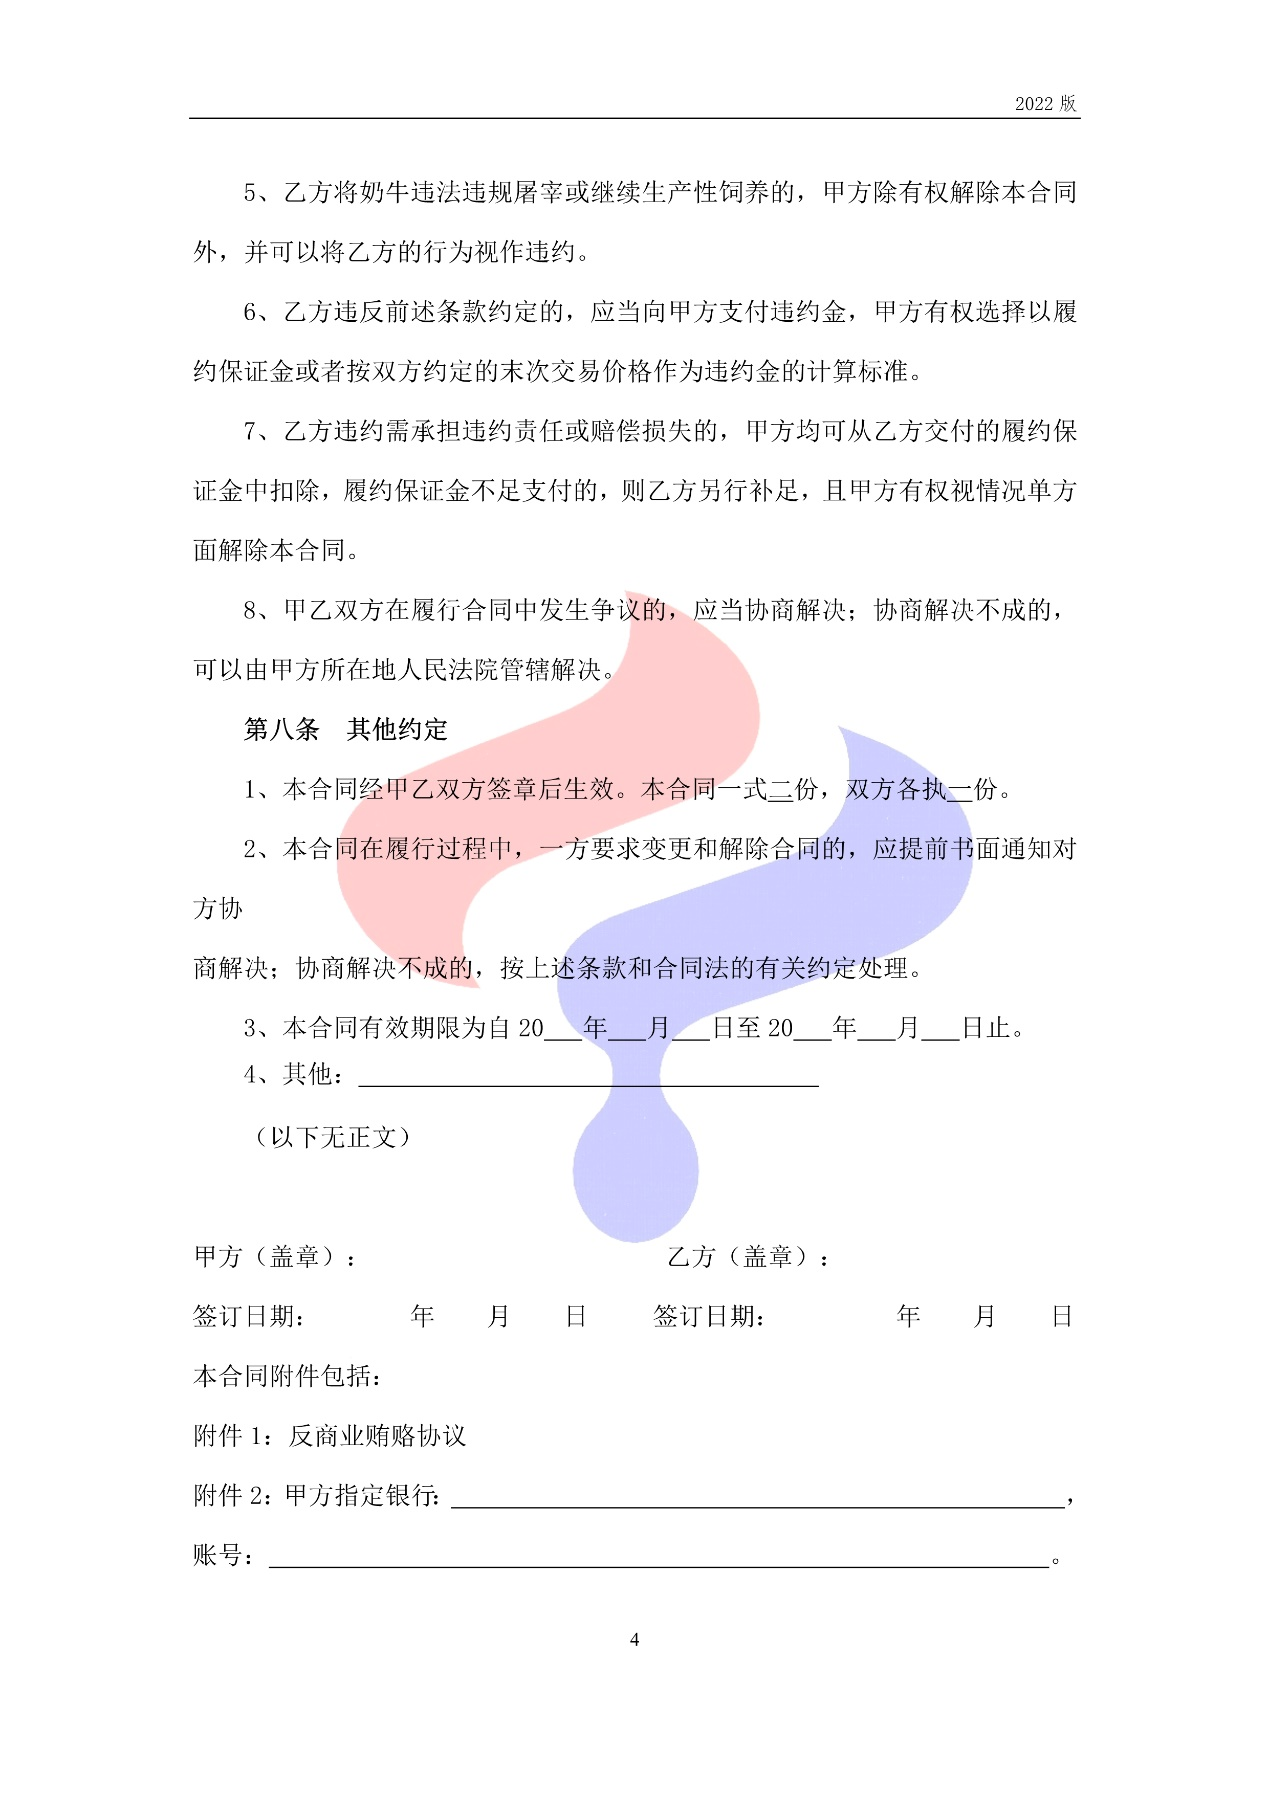 2022 版
5、乙方将奶牛违法违规屠宰或继续生产性饲养的，甲方除有权解除本合同
外，并可以将乙方的行为视作违约。
6、乙方违反前述条款约定的，应当向甲方支付违约金，甲方有权选择以履
约保证金或者按双方约定的末次交易价格作为违约金的计算标准。
7、乙方违约需承担违约责任或赔偿损失的，甲方均可从乙方交付的履约保
证金中扣除，履约保证金不足支付的，则乙方另行补足，且甲方有权视情况单方
面解除本合同。
8、甲乙双方在履行合同中发生争议的，应当协商解决；协商解决不成的，
可以由甲方所在地人民法院管辖解决。
第八条　其他约定
1、本合同经甲乙双方签章后生效。本合同一式二份，双方各执一份。
2、本合同在履行过程中，一方要求变更和解除合同的，应提前书面通知对
方协
商解决；协商解决不成的，按上述条款和合同法的有关约定处理。
3、本合同有效期限为自 20___年___月___日至 20___年___月___日止。
4、其他：____________________________________
（以下无正文）
甲方（盖章）：　　　　　　　　　　　　乙方（盖章）：
签订日期：　　　　年　　月　　日　　签订日期：　　　　　年　　月　　日
本合同附件包括：
附件 1：反商业贿赂协议
附件 2：甲方指定银行：________________________________________________，
账号：_____________________________________________________________。
4